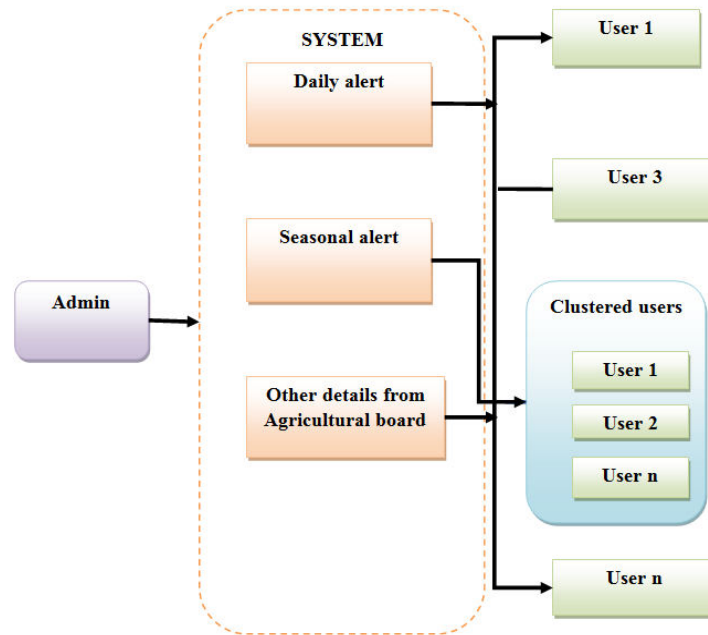 SYSTEM
Daily alert
Seasonal alert
Admin
Other details from
Agricultural board
User 1
User 3
Clustered users
User 1
User 2
User n
User n